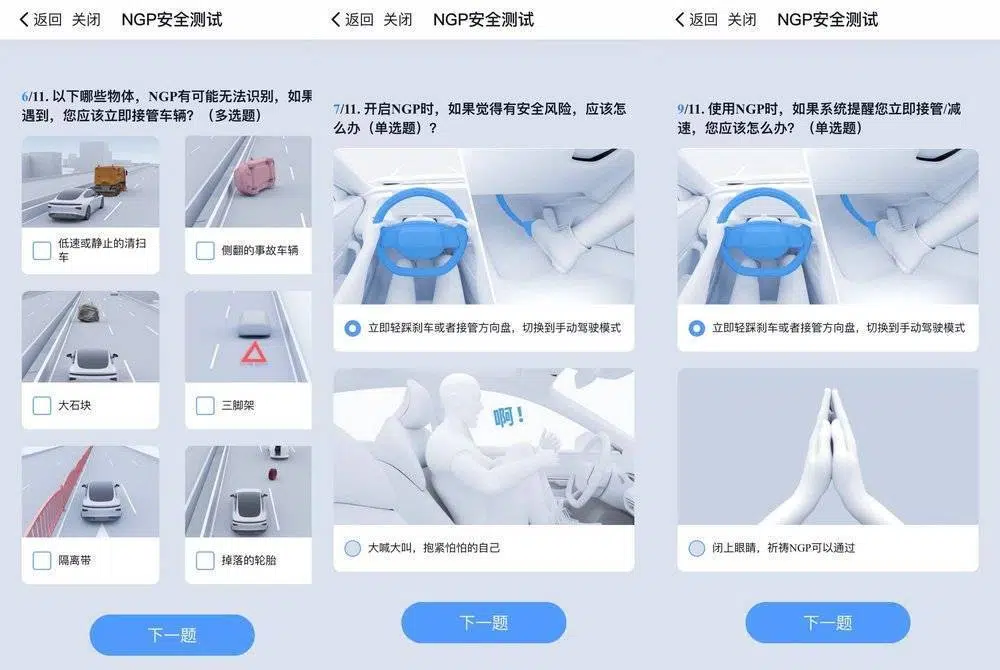 返回 关闭 NGP安全测试
6/11. 以下哪些物体，NGP有可能无法识别，如果
遇到，您应该立即接管车辆？（多选题）
低速或静止的清扫
车
侧翻的事故车辆
大石块
三脚架
隔离带
掉落的轮胎
下一题
返回 关闭 NGP安全测试
7/11. 开启NGP时，如果觉得有安全风险，应该怎
么办（单选题）？
立即轻踩刹车或者接管方向盘，切换到手动驾驶模式
啊！
大喊大叫，抱紧怕怕的自己
下一题
返回 关闭 NGP安全测试
9/11. 使用NGP时，如果系统提醒您立即接管/减
速，您应该怎么办？（单选题）
立即轻踩刹车或者接管方向盘，切换到手动驾驶模式
闭上眼睛，祈祷NGP可以通过
下一题